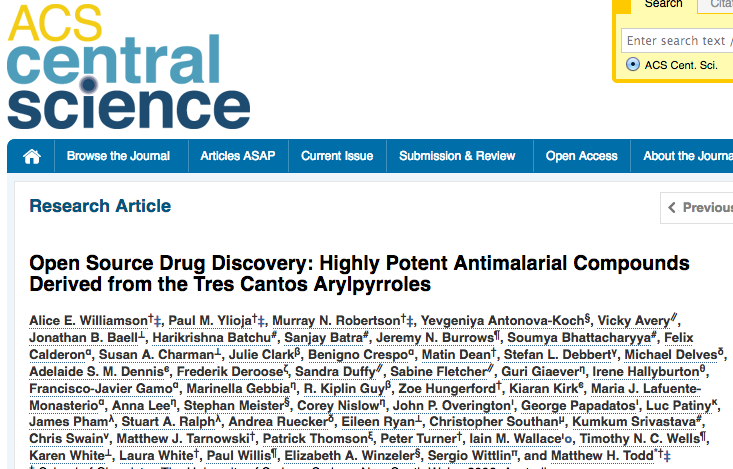 ACS
central
science
Search
Enter search text /
ACS Cent. Sci.
Browse the Journal
Articles ASAP
Current Issue
Submission & Review
Open Access
About the Journa
Research Article
Previous
Open Source Drug Discovery: Highly Potent Antimalarial Compounds
Derived from the Tres Cantos Arylpyrroles
Alice E. Williamson†‡, Paul M. Ylioja†‡, Murray N. Robertson†‡, Yevgeniya Antonova-Koch§, Vicky Avery∥,
Jonathan B. Baell⊥, Harikrishna Batchu#, Sanjay Batra#, Jeremy N. Burrows¶, Soumya Bhattacharyya#, Felix
Calderonα, Susan A. Charman⊥, Julie Clarkβ, Benigno Crespoα, Matin Dean†, Stefan L. Debbertγ, Michael Delvesδ,
Adelaide S. M. Dennisε, Frederik Derooseζ, Sandra Duffy∥, Sabine Fletcher∥, Guri Giaeverη, Irene Hallyburtonθ,
Francisco-Javier Gamoα, Marinella Gebbiaη, R. Kiplin Guyβ, Zoe Hungerford†, Kiaran Kirkε, Maria J. Lafuente-
Monasterioα, Anna Leeη, Stephan Meister§, Corey Nislowη, John P. Overingtonι, George Papadatosι, Luc Patinyκ,
James Phamλ, Stuart A. Ralphλ, Andrea Rueckerδ, Eileen Ryan⊥, Christopher Southanμ, Kumkum Srivastava#,
Chris Swainν, Matthew J. Tarnowski†, Patrick Thomsonξ, Peter Turner†, Iain M. Wallaceιο, Timothy N. C. Wells¶,
Karen White⊥, Laura White†, Paul Willis¶, Elizabeth A. Winzeler§, Sergio Wittlinπ, and Matthew H. Todd*†‡